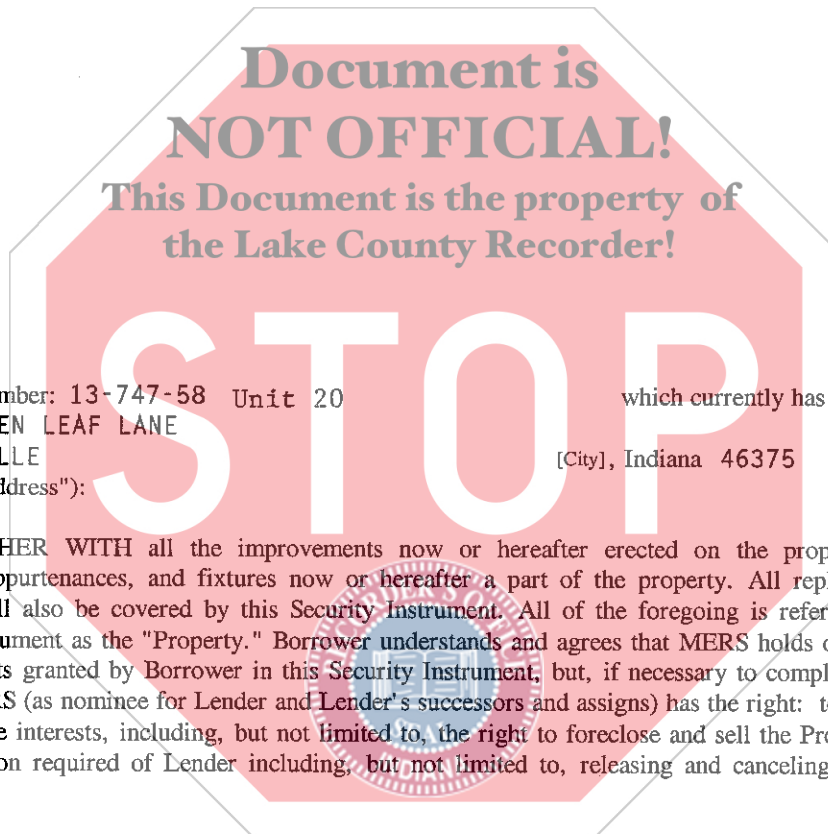 Document is
NOT OFFICIAL!
This Document is the property of
the Lake County Recorder!
STOP
mber: 13-747-58 Unit 20 which currently has
EN LEAF LANE
LLE [City], Indiana 46375
ddress"):
HER WITH all the improvements now or hereafter erected on the prop
ppurtenances, and fixtures now or hereafter a part of the property. All repl
ll also be covered by this Security Instrument. All of the foregoing is refer
ument as the "Property." Borrower understands and agrees that MERS holds o
ts granted by Borrower in this Security Instrument, but, if necessary to compl
RS (as nominee for Lender and Lender's successors and assigns) has the right: t
e interests, including, but not limited to, the right to foreclose and sell the Pro
on required of Lender including, but not limited to, releasing and canceling
RECORDER'S OF
SEAL
INDIANA